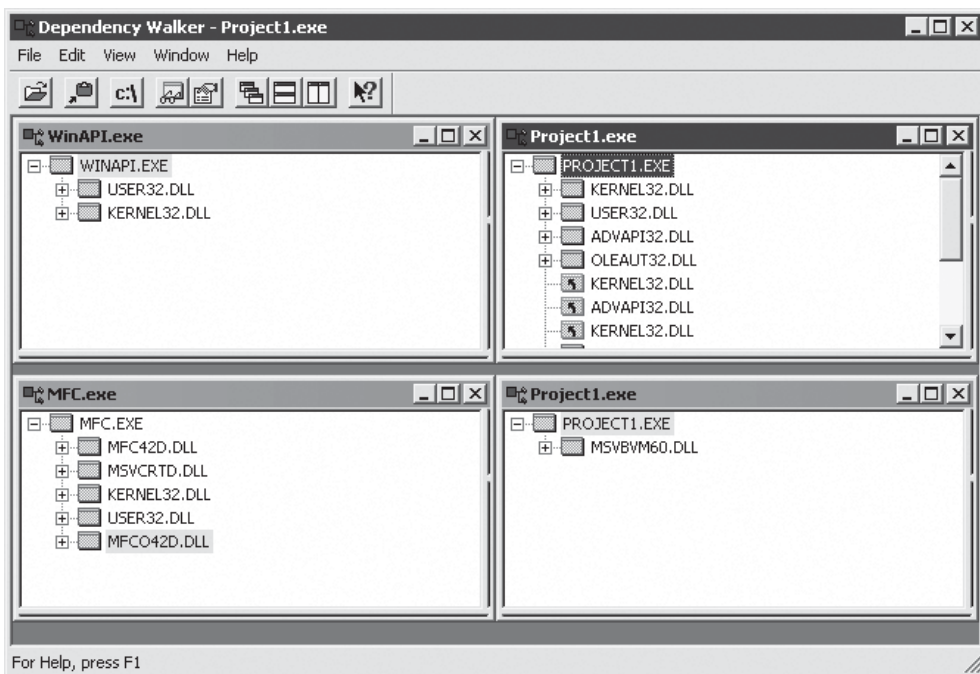 Dependency Walker - Project1.exe
File Edit View Window Help
c:\
WinAPI.exe
WINAPI.EXE
USER32.DLL
KERNEL32.DLL
Project1.exe
PROJECT1.EXE
KERNEL32.DLL
USER32.DLL
ADVAPI32.DLL
OLEAUT32.DLL
KERNEL32.DLL
ADVAPI32.DLL
KERNEL32.DLL
MFC.exe
MFC.EXE
MFC42D.DLL
MSVCRTD.DLL
KERNEL32.DLL
USER32.DLL
MFCO42D.DLL
Project1.exe
PROJECT1.EXE
MSVBVM60.DLL
For Help, press F1